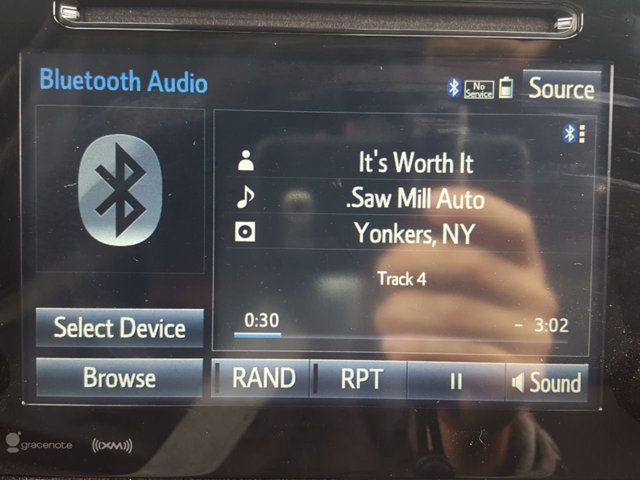 Bluetooth Audio
No
Service
Source
It's Worth It
.Saw Mill Auto
Yonkers, NY
Track 4
0:30
- 3:02
Select Device
Browse
RAND
RPT
Sound
gracenote
((XM))